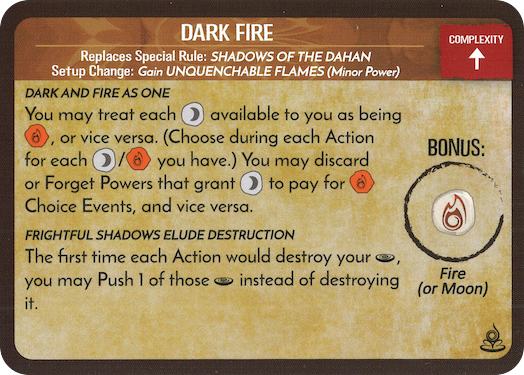 DARK FIRE
COMPLEXITY
Replaces Special Rule: SHADOWS OF THE DAHAN
Setup Change: Gain UNQUENCHABLE FLAMES (Minor Power)
DARK AND FIRE AS ONE
You may treat each available to you as being
, or vice versa. (Choose during each Action
for each / you have.) You may discard
or Forget Powers that grant to pay for
Choice Events, and vice versa.
BONUS:
Fire
(or Moon)
FRIGHTFUL SHADOWS ELUDE DESTRUCTION
The first time each Action would destroy your ,
you may Push 1 of those instead of destroying
it.